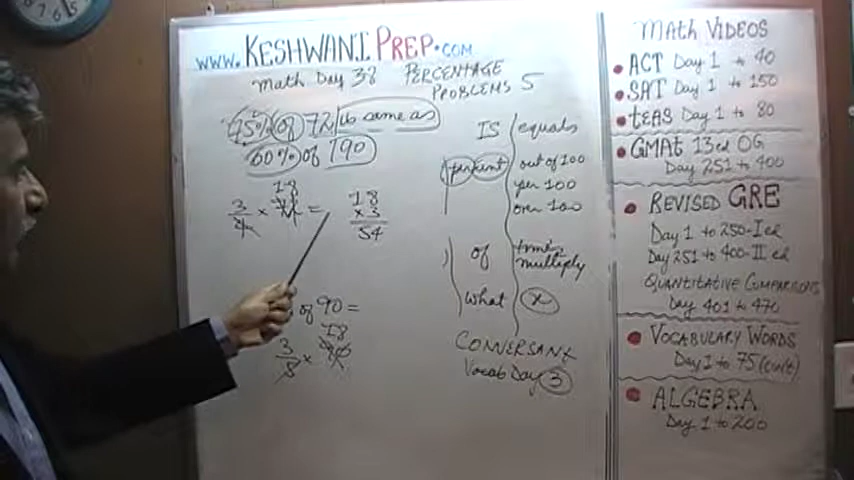 www.KESHWANIPREP.COM
Math Day 38 PERCENTAGE PROBLEMS 5
75% of 72 is same as
60% of 190
18
3/4 × 72 =
18
×3
54
of 90 =
18
3/5 × 90
IS equals
percent out of 100
per 100
over 100
of times
multiply
what x
CONVERSANT
Vocab Day 3
MATH VIDEOS
ACT Day 1 to 40
SAT Day 1 to 150
TEAS Day 1 to 80
GMAT 13ed OG
Day 251 to 400
REVISED GRE
Day 1 to 250-I ed
Day 251 to 400-II ed
QUANTITATIVE COMPARISONS
Day 401 to 470
VOCABULARY WORDS
Day 1 to 75
ALGEBRA
Day 1 to 200